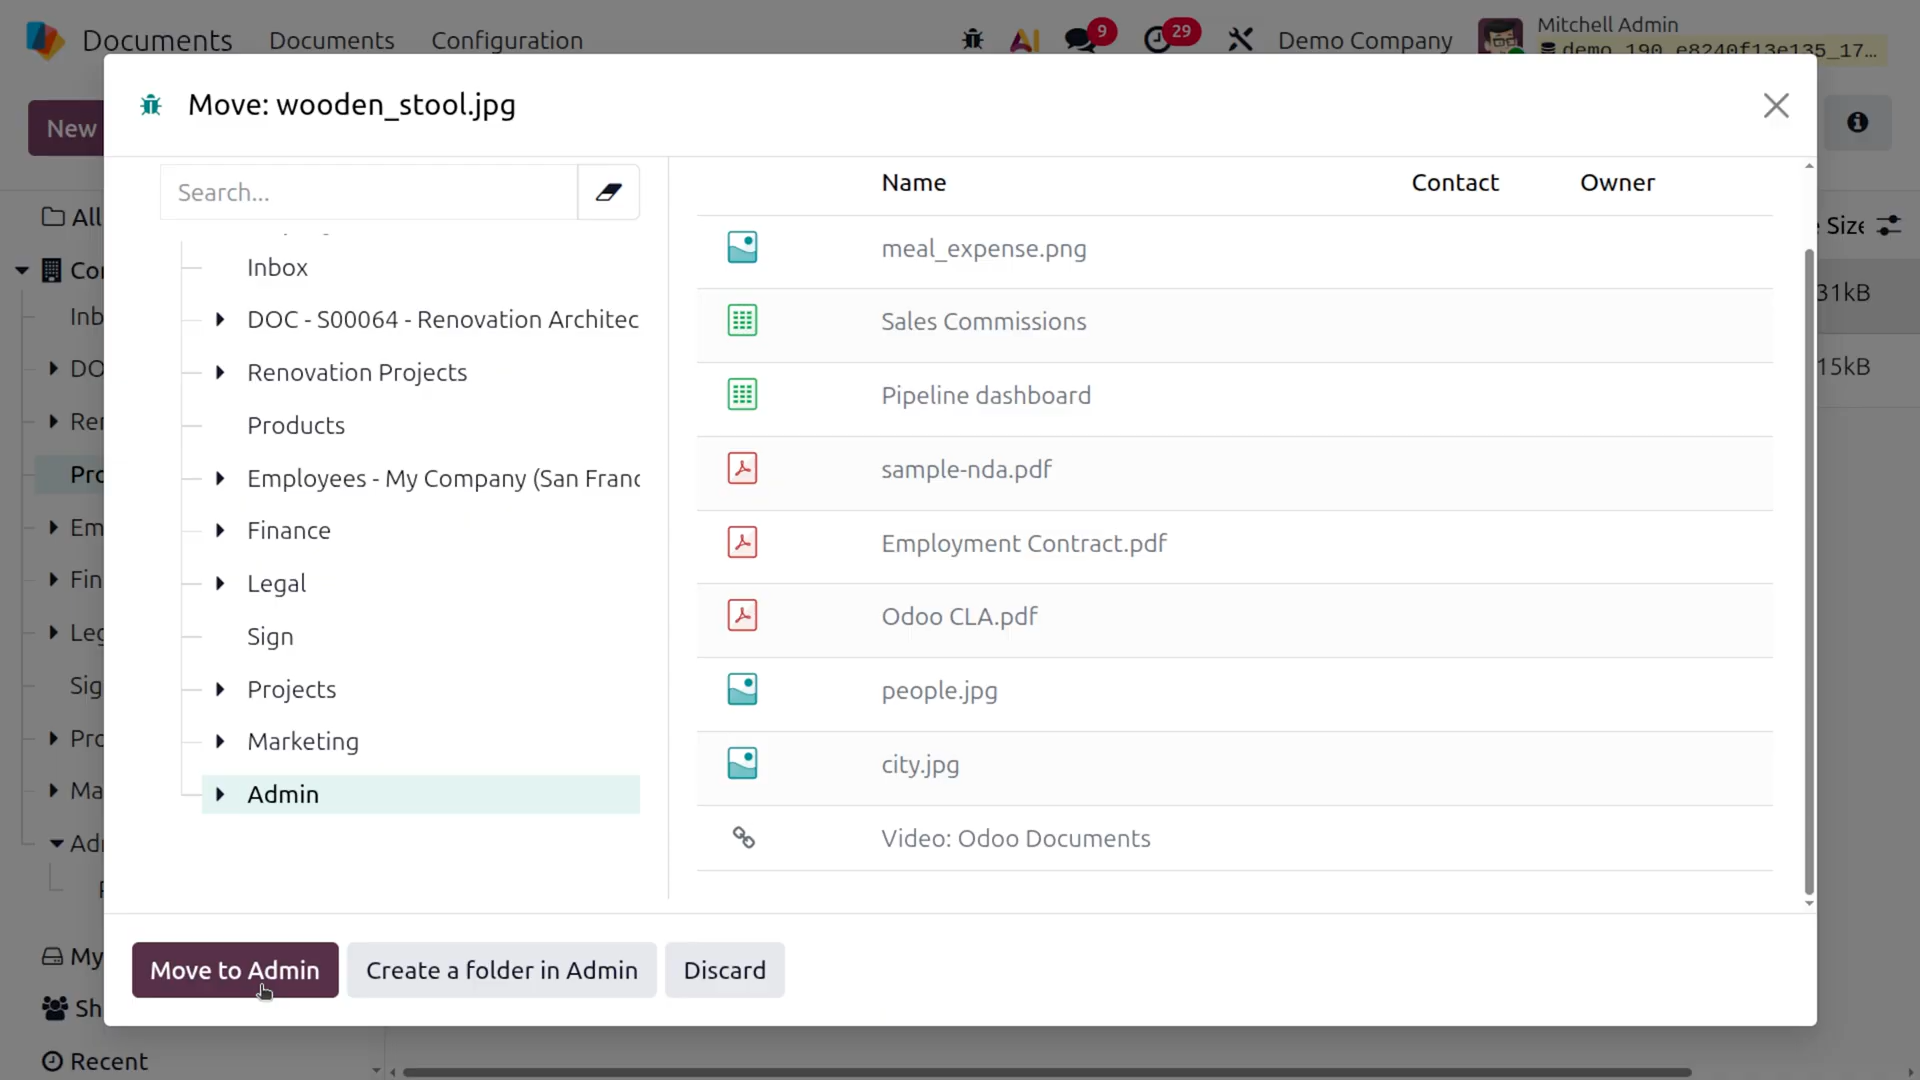 Documents Documents Configuration 9 29 Demo Company Mitchell Admin
demo_190_e8240f13e135_17...
Move: wooden_stool.jpg
New
Search...
Name Contact Owner
All
Size
Inbox
meal_expense.png
Con
31kB
Inb
DOC - S00064 - Renovation Architec
Sales Commissions
DO
15kB
Renovation Projects
Pipeline dashboard
Ren
Products
sample-nda.pdf
Pro
Employees - My Company (San Franc
Employment Contract.pdf
Em
Finance
Fin
Legal
Odoo CLA.pdf
Leg
Sign
Sig
Projects
people.jpg
Pro
Marketing
city.jpg
Ma
Admin
Video: Odoo Documents
Adı
Move to Admin Create a folder in Admin Discard
My
Sh
Recent